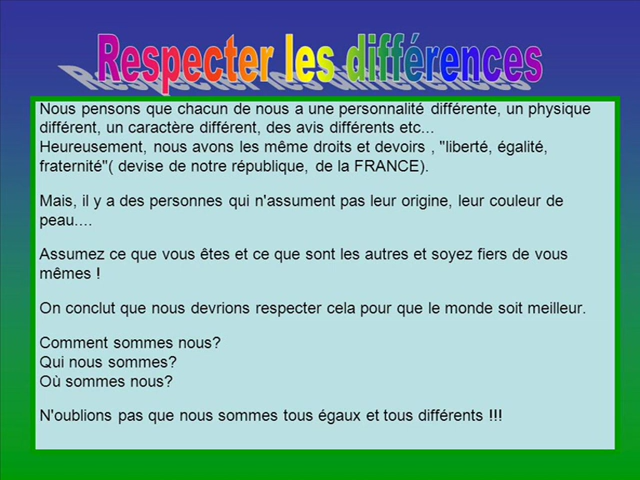 Respecter les différences
Nous pensons que chacun de nous a une personnalité différente, un physique
différent, un caractère différent, des avis différents etc...
Heureusement, nous avons les même droits et devoirs , "liberté, égalité,
fraternité"( devise de notre république, de la FRANCE).
Mais, il y a des personnes qui n'assument pas leur origine, leur couleur de
peau....
Assumez ce que vous êtes et ce que sont les autres et soyez fiers de vous
mêmes !
On conclut que nous devrions respecter cela pour que le monde soit meilleur.
Comment sommes nous?
Qui nous sommes?
Où sommes nous?
N'oublions pas que nous sommes tous égaux et tous différents !!!